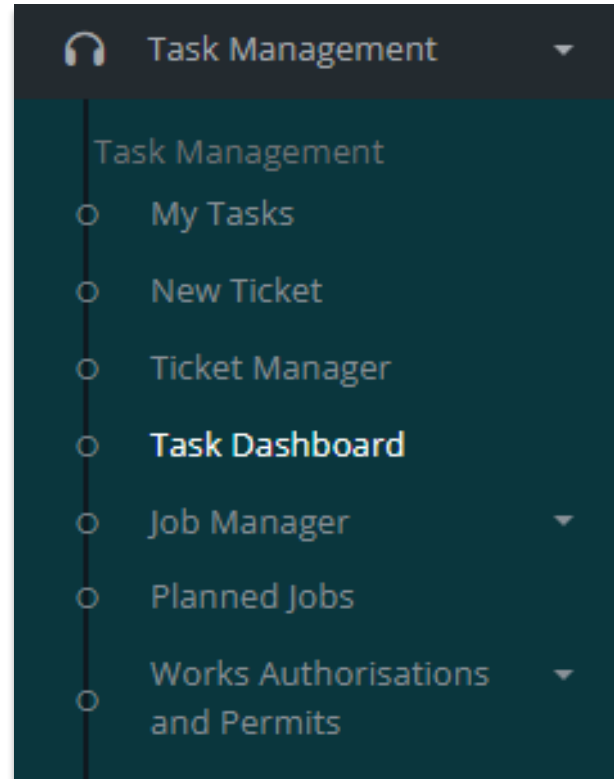 Task Management
Task Management
My Tasks
New Ticket
Ticket Manager
Task Dashboard
Job Manager
Planned Jobs
Works Authorisations
and Permits